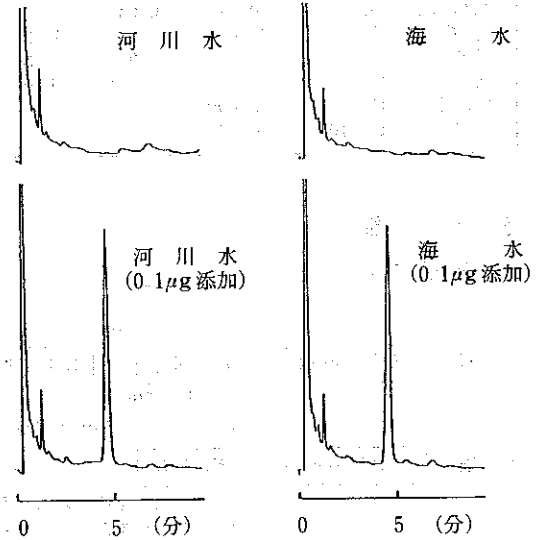 河川水
海水
河川水
(0.1μg添加)
海水
(0.1μg添加)
0 5 (分)
0 5 (分)